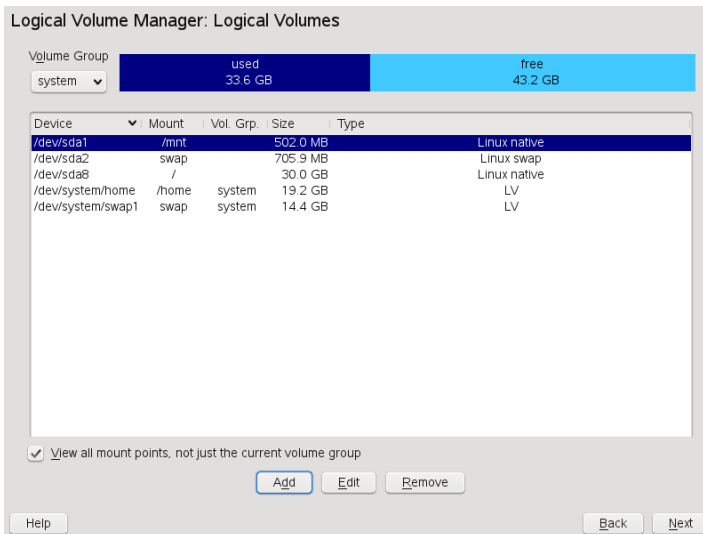 Logical Volume Manager: Logical Volumes
Volume Group
system
used
33.6 GB
free
43.2 GB
Device Mount Vol. Grp. Size Type
/dev/sda1 /mnt 502.0 MB Linux native
/dev/sda2 swap 705.9 MB Linux swap
/dev/sda8 / 30.0 GB Linux native
/dev/system/home /home system 19.2 GB LV
/dev/system/swap1 swap system 14.4 GB LV
View all mount points, not just the current volume group
Add Edit Remove
Help Back Next